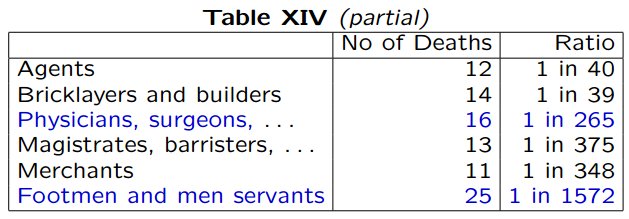 Table XIV (partial)
No of Deaths Ratio
Agents 12 1 in 40
Bricklayers and builders 14 1 in 39
Physicians, surgeons, ... 16 1 in 265
Magistrates, barristers, ... 13 1 in 375
Merchants 11 1 in 348
Footmen and men servants 25 1 in 1572